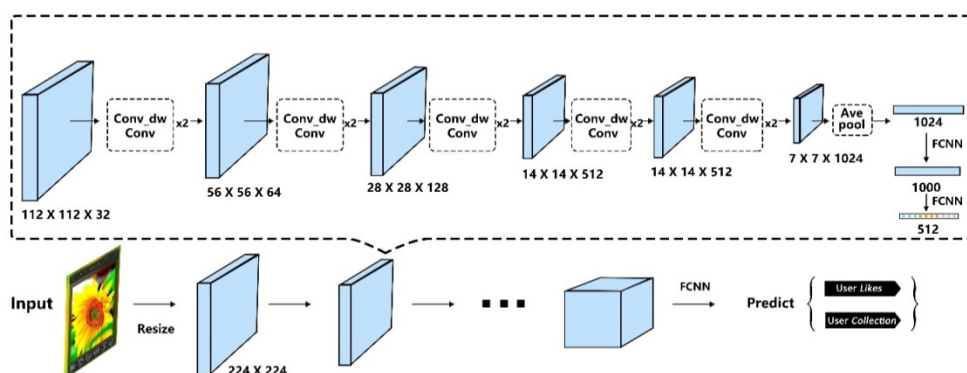 Conv_dw
Conv
x2
Conv_dw
Conv
x2
Conv_dw
Conv
x2
Conv_dw
Conv
x2
Conv_dw
Conv
x2
Ave
pool
112 X 112 X 32
56 X 56 X 64
28 X 28 X 128
14 X 14 X 512
14 X 14 X 512
7 X 7 X 1024
1024
FCNN
1000
FCNN
512
Input
Resize
224 X 224
FCNN
Predict
User Likes
User Collection